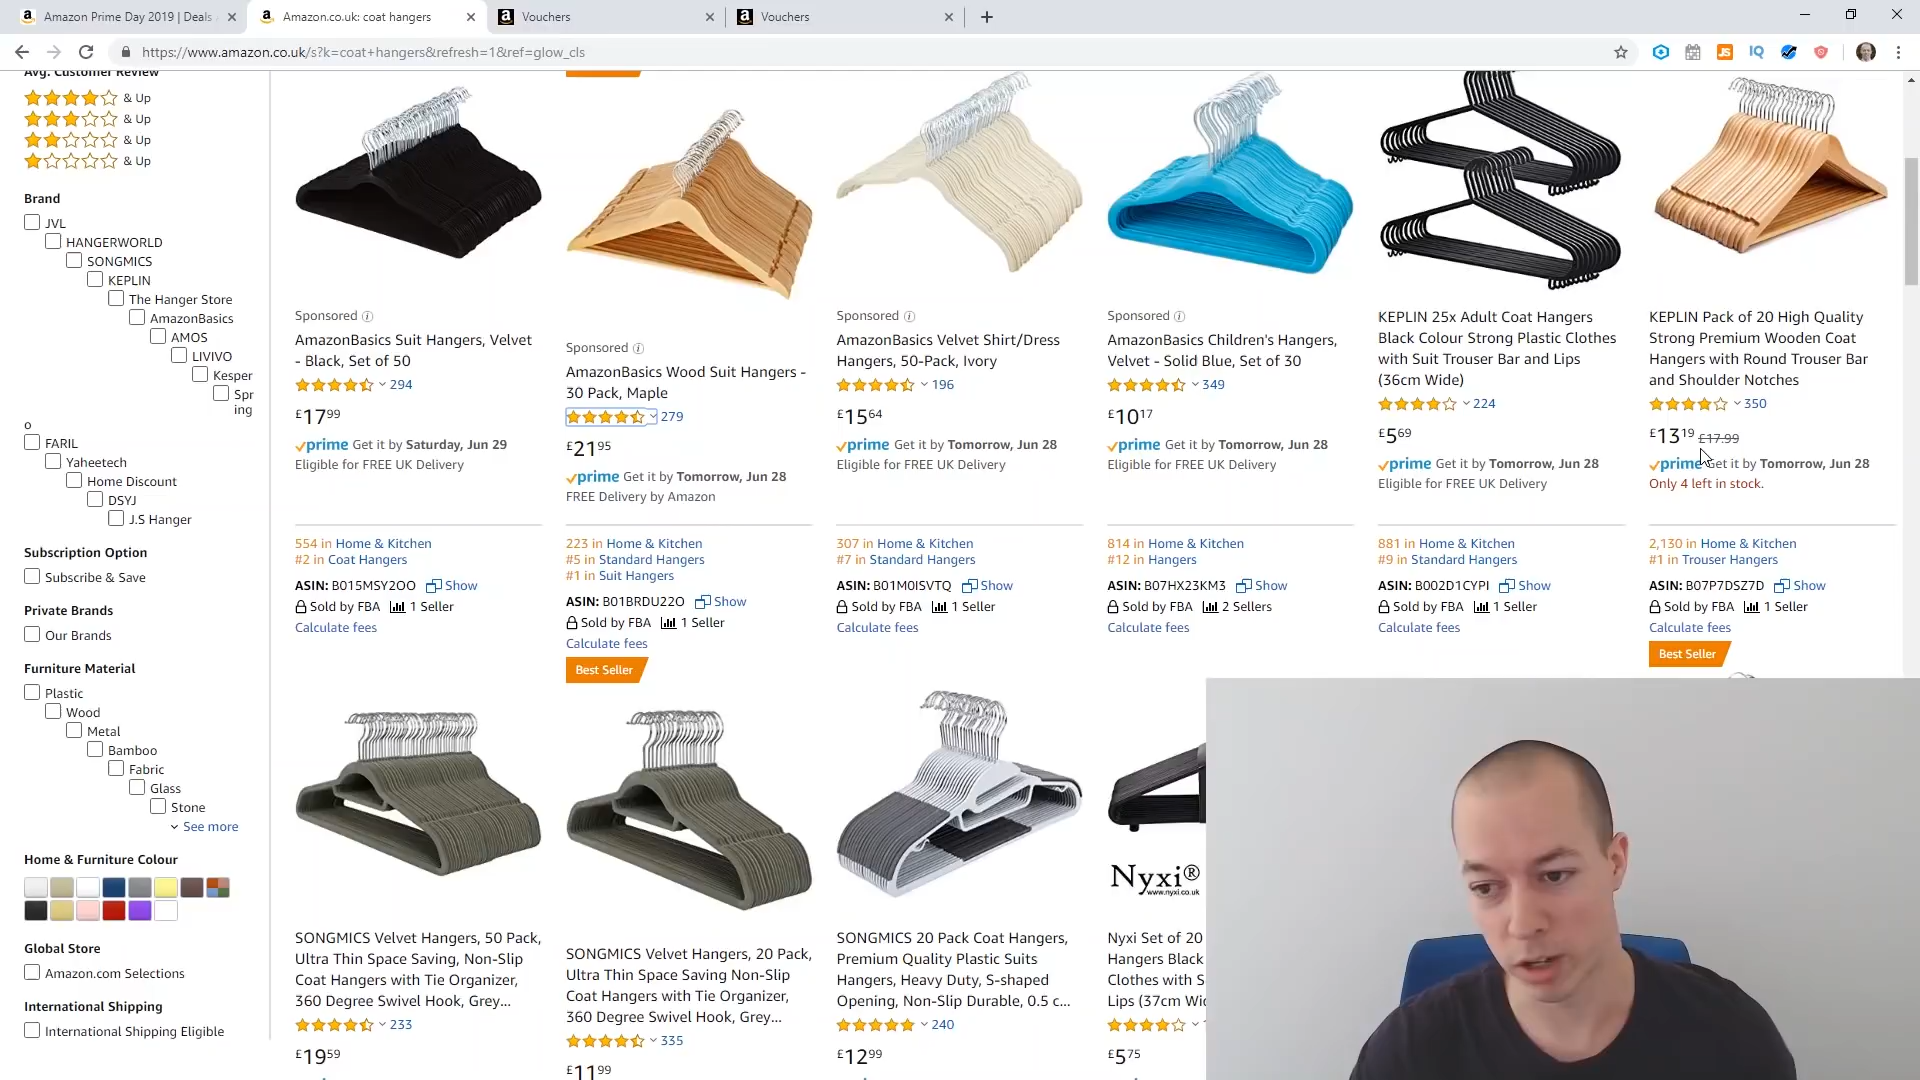 Amazon Prime Day 2019 | Deals
Amazon.co.uk: coat hangers
Vouchers
Vouchers
https://www.amazon.co.uk/s?k=coat+hangers&refresh=1&ref=glow_cls
Avg. Customer Review
& Up
& Up
& Up
& Up
Brand
JVL
HANGERWORLD
SONGMICS
KEPLIN
The Hanger Store
AmazonBasics
AMOS
LIVIVO
Kesper
Spr
ing
o
FARIL
Yaheetech
Home Discount
DSYJ
J.S Hanger
Subscription Option
Subscribe & Save
Private Brands
Our Brands
Furniture Material
Plastic
Wood
Metal
Bamboo
Fabric
Glass
Stone
See more
Home & Furniture Colour
Global Store
Amazon.com Selections
International Shipping
International Shipping Eligible
Sponsored
AmazonBasics Suit Hangers, Velvet
- Black, Set of 50
294
£17.99
prime Get it by Saturday, Jun 29
Eligible for FREE UK Delivery
554 in Home & Kitchen
#2 in Coat Hangers
ASIN: B015MSY2OO Show
Sold by FBA 1 Seller
Calculate fees
Sponsored
AmazonBasics Wood Suit Hangers -
30 Pack, Maple
279
£21.95
prime Get it by Tomorrow, Jun 28
FREE Delivery by Amazon
223 in Home & Kitchen
#5 in Standard Hangers
#1 in Suit Hangers
ASIN: B01BRDU22O Show
Sold by FBA 1 Seller
Calculate fees
Sponsored
AmazonBasics Velvet Shirt/Dress
Hangers, 50-Pack, Ivory
196
£15.64
prime Get it by Tomorrow, Jun 28
Eligible for FREE UK Delivery
307 in Home & Kitchen
#7 in Standard Hangers
ASIN: B01M0ISVTQ Show
Sold by FBA 1 Seller
Calculate fees
Sponsored
AmazonBasics Children's Hangers,
Velvet - Solid Blue, Set of 30
349
£10.17
prime Get it by Tomorrow, Jun 28
Eligible for FREE UK Delivery
814 in Home & Kitchen
#12 in Hangers
ASIN: B07HX23KM3 Show
Sold by FBA 2 Sellers
Calculate fees
KEPLIN 25x Adult Coat Hangers
Black Colour Strong Plastic Clothes
with Suit Trouser Bar and Lips
(36cm Wide)
224
£5.69
prime Get it by Tomorrow, Jun 28
Eligible for FREE UK Delivery
881 in Home & Kitchen
#9 in Standard Hangers
ASIN: B002D1CYPI Show
Sold by FBA 1 Seller
Calculate fees
KEPLIN Pack of 20 High Quality
Strong Premium Wooden Coat
Hangers with Round Trouser Bar
and Shoulder Notches
350
£13.19 £17.99
prime Get it by Tomorrow, Jun 28
Only 4 left in stock.
2,130 in Home & Kitchen
#1 in Trouser Hangers
ASIN: B07P7DSZ7D Show
Sold by FBA 1 Seller
Calculate fees
Best Seller
Best Seller
SONGMICS Velvet Hangers, 50 Pack,
Ultra Thin Space Saving, Non-Slip
Coat Hangers with Tie Organizer,
360 Degree Swivel Hook, Grey...
233
£19.59
SONGMICS Velvet Hangers, 20 Pack,
Ultra Thin Space Saving Non-Slip
Coat Hangers with Tie Organizer,
360 Degree Swivel Hook, Grey...
335
£11.99
SONGMICS 20 Pack Coat Hangers,
Premium Quality Plastic Suits
Hangers, Heavy Duty, S-shaped
Opening, Non-Slip Durable, 0.5 c...
240
£12.99
Nyxi®
www.nyxi.co.uk
Nyxi Set of 20
Hangers Black
Clothes with S
Lips (37cm Wi
£5.75